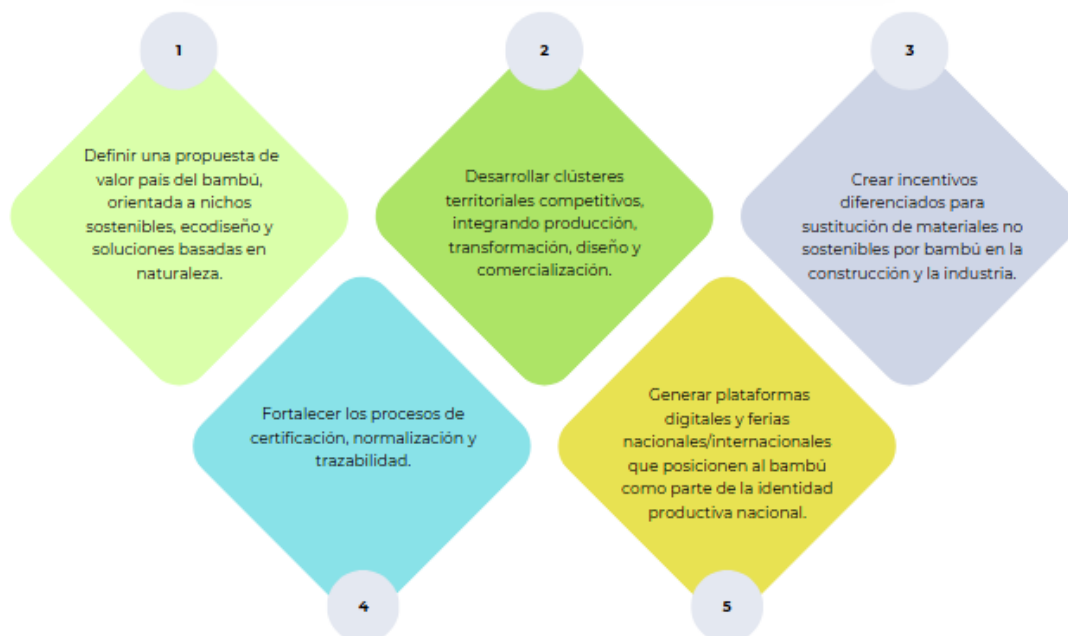 1
Definir una propuesta de
valor país del bambú,
orientada a nichos
sostenibles, ecodiseño y
soluciones basadas en
naturaleza.
2
Desarrollar clústeres
territoriales competitivos,
integrando producción,
transformación, diseño y
comercialización.
3
Crear incentivos
diferenciados para
sustitución de materiales no
sostenibles por bambú en la
construcción y la industria.
Fortalecer los procesos de
certificación, normalización y
trazabilidad.
4
Generar plataformas
digitales y ferias
nacionales/internacionales
que posicionen al bambú
como parte de la identidad
productiva nacional.
5